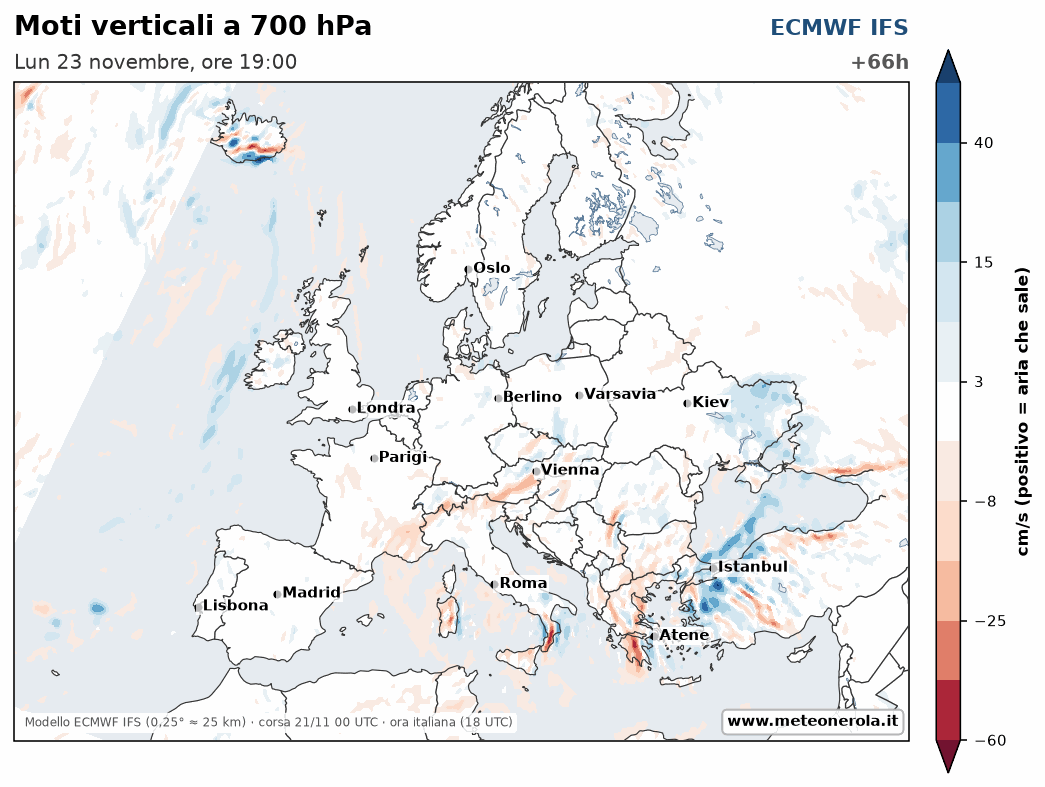 Moti verticali a 700 hPa
ECMWF IFS
Lun 23 novembre, ore 19:00
+66h
40
15
3
−8
−25
−60
cm/s (positivo = aria che sale)
Oslo
Londra
Berlino
Varsavia
Kiev
Parigi
Vienna
Istanbul
Roma
Madrid
Lisbona
Atene
Modello ECMWF IFS (0,25° ≈ 25 km) · corsa 21/11 00 UTC · ora italiana (18 UTC)
www.meteonerola.it